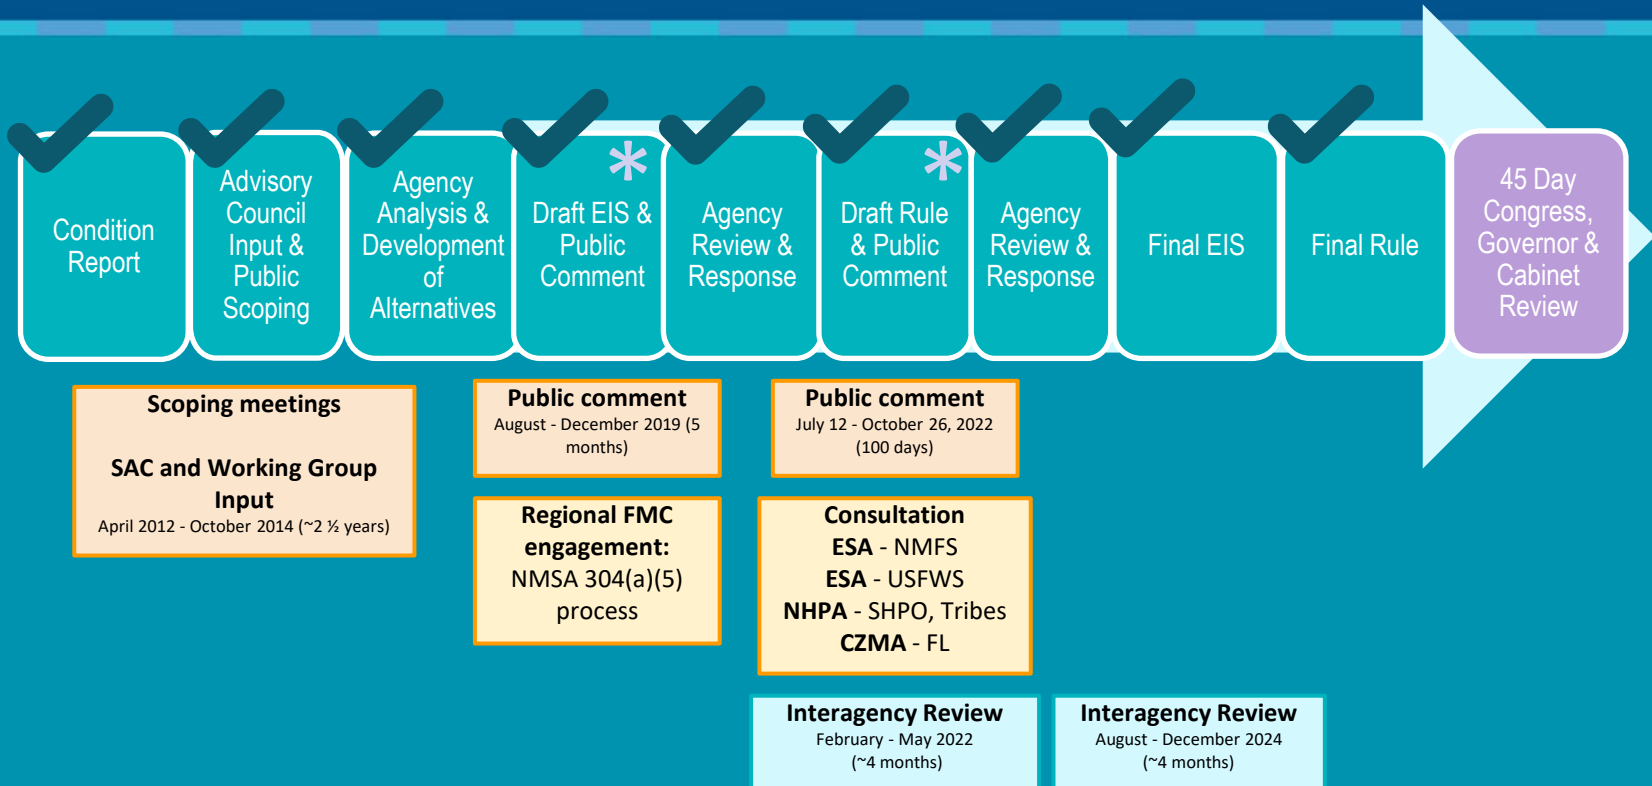 Condition
Report
Advisory
Council
Input &
Public
Scoping
Agency
Analysis &
Development
of
Alternatives
*
Draft EIS &
Public
Comment
Agency
Review &
Response
*
Draft Rule
& Public
Comment
Agency
Review &
Response
Final EIS
Final Rule
45 Day
Congress,
Governor &
Cabinet
Review
Scoping meetings
SAC and Working Group
Input
April 2012 - October 2014 (~2 ½ years)
Public comment
August - December 2019 (5
months)
Regional FMC
engagement:
NMSA 304(a)(5)
process
Public comment
July 12 - October 26, 2022
(100 days)
Consultation
ESA - NMFS
ESA - USFWS
NHPA - SHPO, Tribes
CZMA - FL
Interagency Review
February - May 2022
(~4 months)
Interagency Review
August - December 2024
(~4 months)